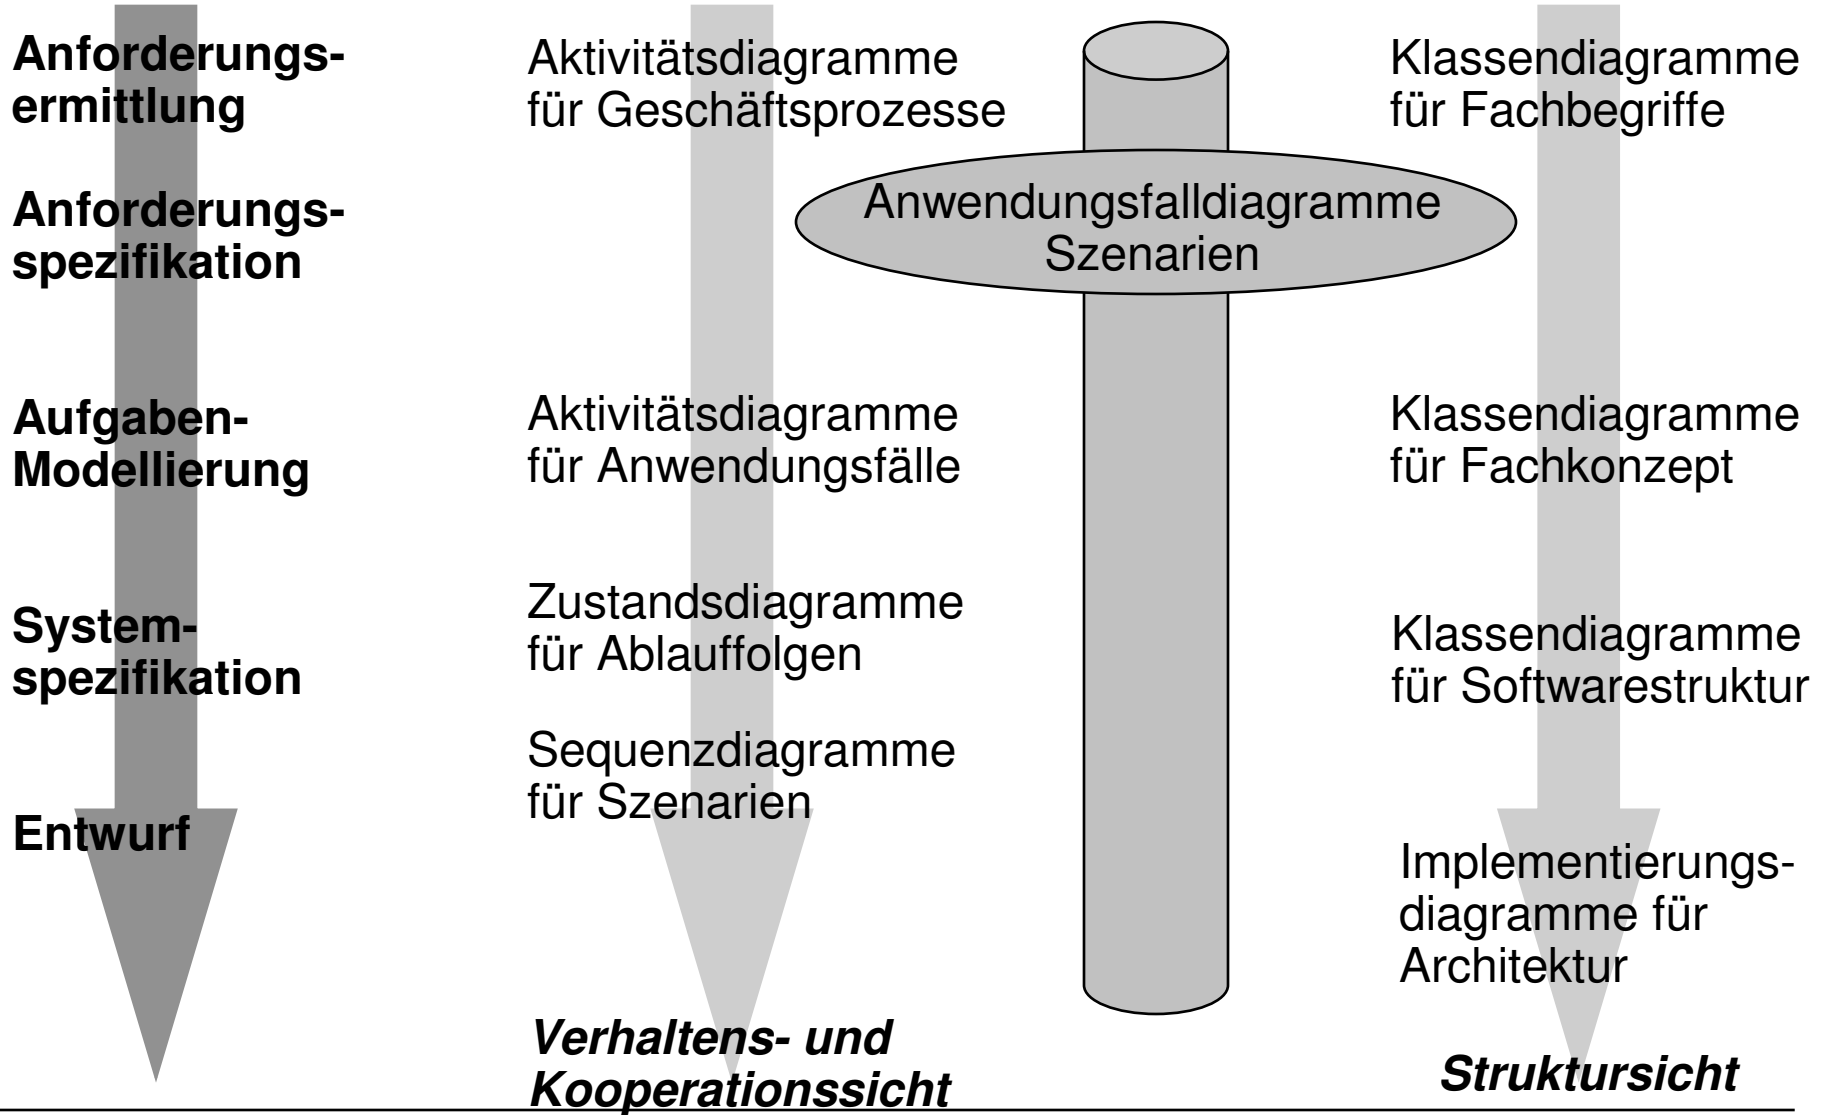 Anforderungs-
ermittlung
Aktivitätsdiagramme
für Geschäftsprozesse
Klassendiagramme
für Fachbegriffe
Anforderungs-
spezifikation
Anwendungsfalldiagramme
Szenarien
Aufgaben-
Modellierung
Aktivitätsdiagramme
für Anwendungsfälle
Klassendiagramme
für Fachkonzept
System-
spezifikation
Zustandsdiagramme
für Ablauffolgen
Klassendiagramme
für Softwarestruktur
Sequenzdiagramme
für Szenarien
Entwurf
Implementierungs-
diagramme für
Architektur
Verhaltens- und
Kooperationssicht
Struktursicht